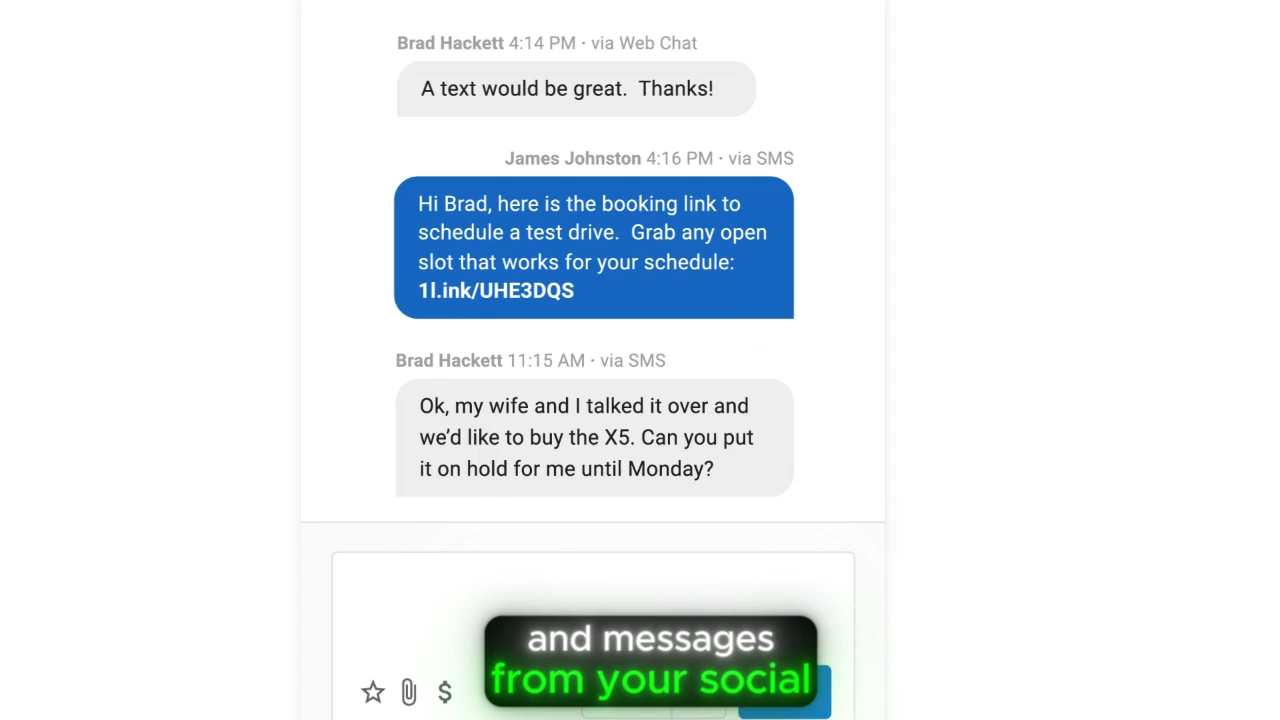 Brad Hackett 4:14 PM · via Web Chat
A text would be great.  Thanks!
James Johnston 4:16 PM · via SMS
Hi Brad, here is the booking link to
schedule a test drive.  Grab any open
slot that works for your schedule:
1l.ink/UHE3DQS
Brad Hackett 11:15 AM · via SMS
Ok, my wife and I talked it over and
we’d like to buy the X5. Can you put
it on hold for me until Monday?
and messages
from your social
$